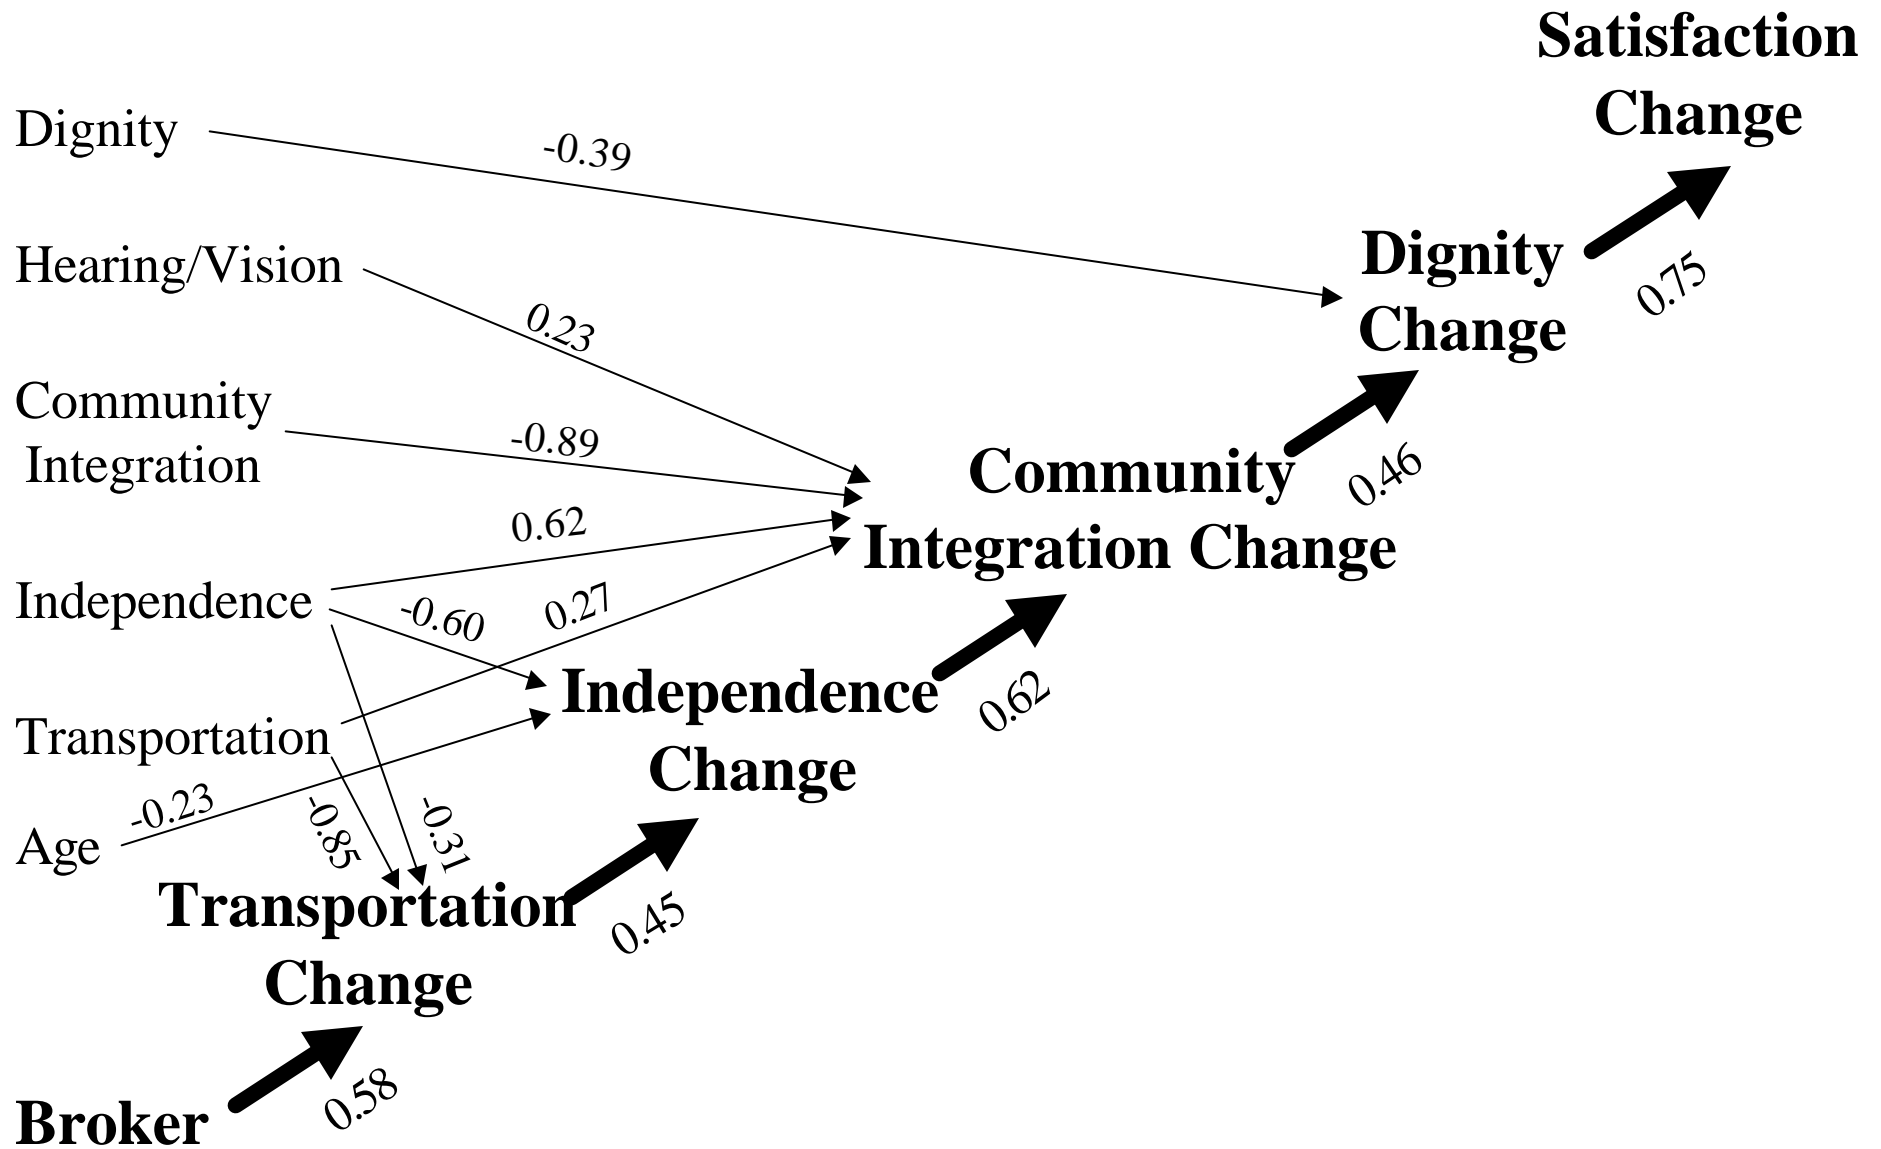 Satisfaction
Change
Dignity
-0.39
Hearing/Vision
0.23
Dignity
Change
0.75
Community
Integration
-0.89
Community
Integration Change
0.46
Independence
0.62
-0.60
0.27
Independence
Change
0.62
Transportation
-0.85
-0.31
Age
-0.23
Transportation
Change
0.45
Broker
0.58